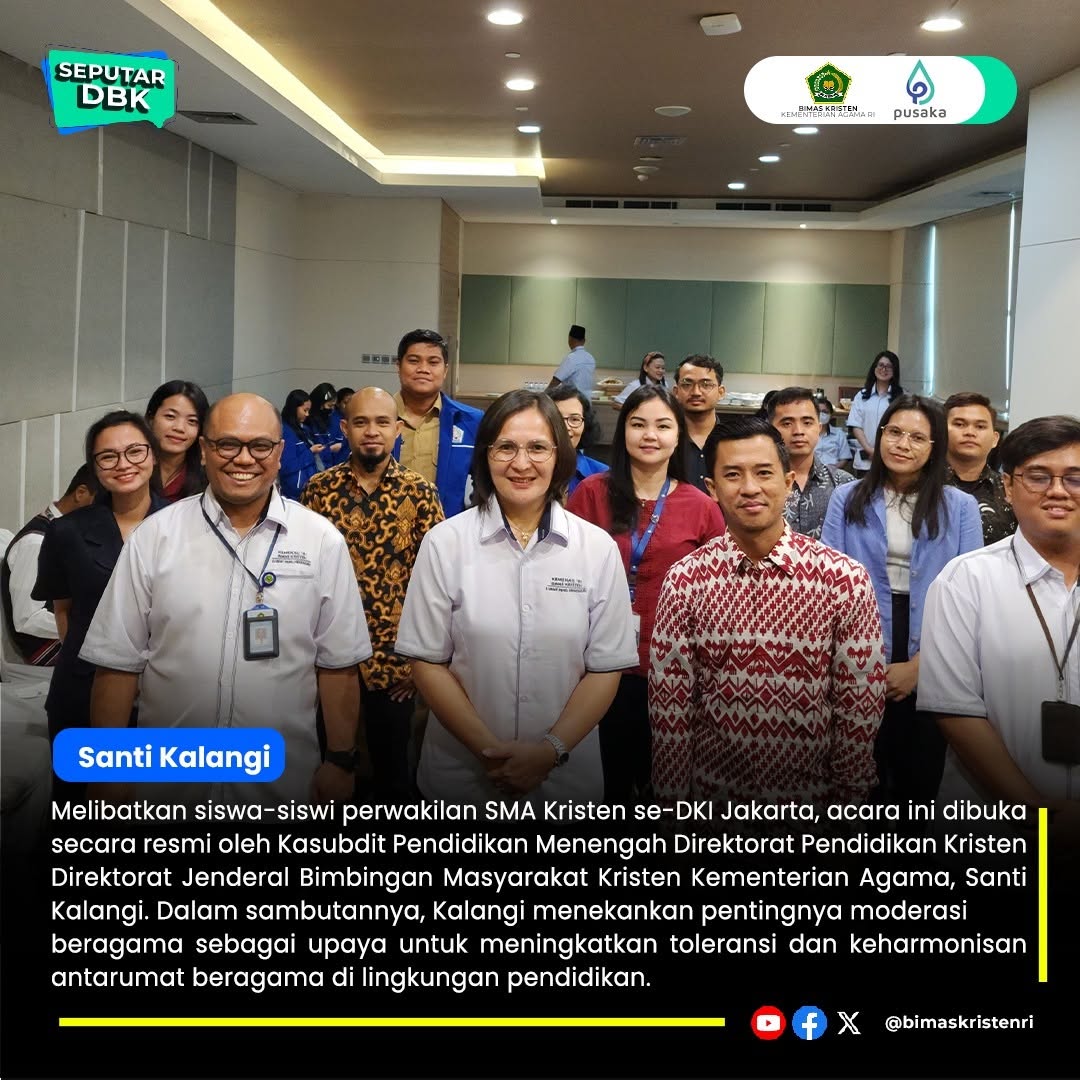 SEPUTAR
DBK
BIMAS KRISTEN
KEMENTERIAN AGAMA RI
pusaka
Santi Kalangi
Melibatkan siswa-siswi perwakilan SMA Kristen se-DKI Jakarta, acara ini dibuka
secara resmi oleh Kasubdit Pendidikan Menengah Direktorat Pendidikan Kristen
Direktorat Jenderal Bimbingan Masyarakat Kristen Kementerian Agama, Santi
Kalangi. Dalam sambutannya, Kalangi menekankan pentingnya moderasi
beragama sebagai upaya untuk meningkatkan toleransi dan keharmonisan
antarumat beragama di lingkungan pendidikan.
@bimaskristenri